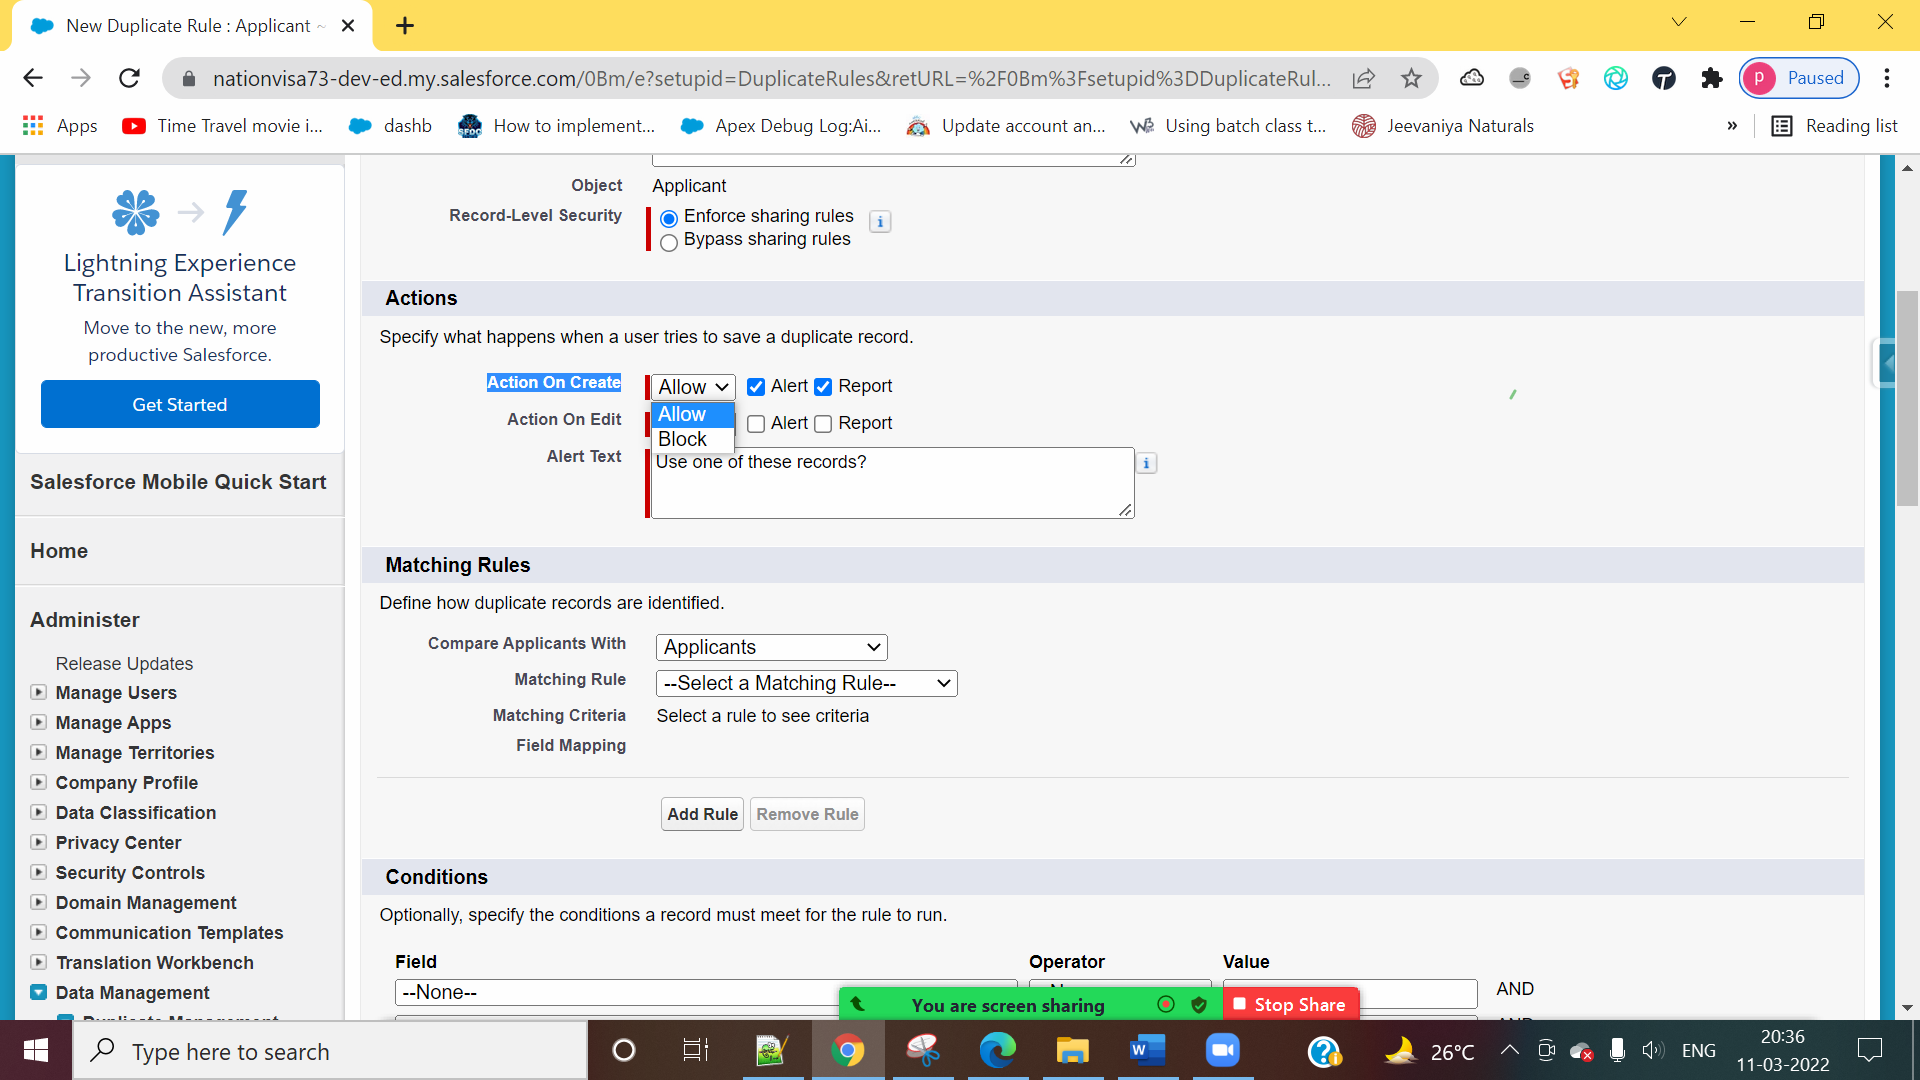 New Duplicate Rule : Applicant ~
nationvisa73-dev-ed.my.salesforce.com/0Bm/e?setupid=DuplicateRules&retURL=%2F0Bm%3Fsetupid%3DDuplicateRul...
P Paused
Apps
Time Travel movie i...
dashb
How to implement...
Apex Debug Log:Ai...
Update account an...
Using batch class t...
Jeevaniya Naturals
»
Reading list
Lightning Experience
Transition Assistant
Move to the new, more
productive Salesforce.
Get Started
Salesforce Mobile Quick Start
Home
Administer
Release Updates
Manage Users
Manage Apps
Manage Territories
Company Profile
Data Classification
Privacy Center
Security Controls
Domain Management
Communication Templates
Translation Workbench
Data Management
Object Applicant
Record-Level Security Enforce sharing rules
Bypass sharing rules
Actions
Specify what happens when a user tries to save a duplicate record.
Action On Create Allow Alert Report
Allow
Block
Action On Edit Alert Report
Alert Text Use one of these records?
Matching Rules
Define how duplicate records are identified.
Compare Applicants With Applicants
Matching Rule --Select a Matching Rule--
Matching Criteria Select a rule to see criteria
Field Mapping
Add Rule Remove Rule
Conditions
Optionally, specify the conditions a record must meet for the rule to run.
Field Operator Value
--None-- AND
You are screen sharing Stop Share
Type here to search
26°C
ENG
20:36
11-03-2022